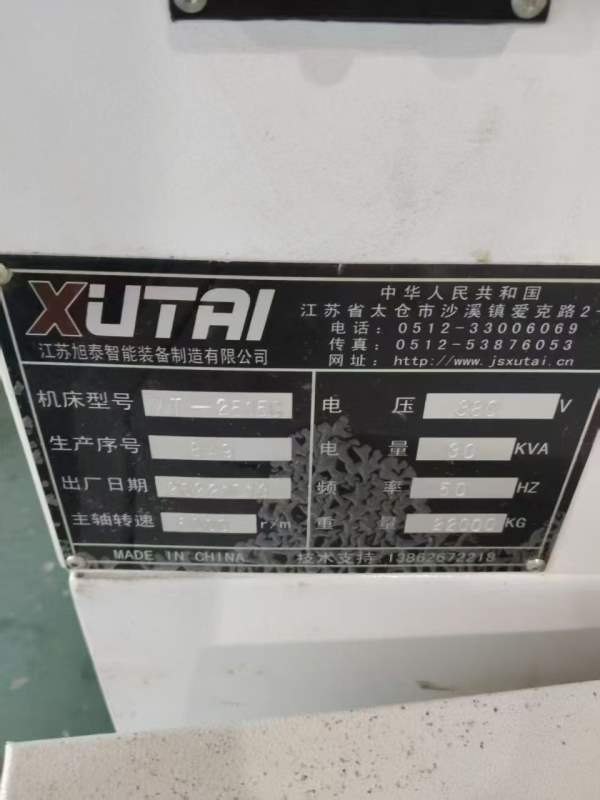 XUTAI
江苏旭泰智能装备制造有限公司
中华人民共和国
江苏省太仓市沙溪镇爱克路2-
电话：0512-33006069
传真：0512-53876053
网址：http://www.jsxutai.cn
机床型号
生产序号
出厂日期
主轴转速 r/m
电压 380 V
电量 30 KVA
频率 50 HZ
重量 22000 KG
MADE IN CHINA
技术支持 13862672218